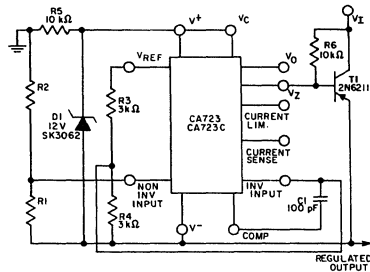 R5
10 kΩ
V+
VC
VI
R6
10kΩ
VREF
VO
R2
R3
3kΩ
VZ
T1
2N6211
D1
12V
SK3062
CA723
CA723C
CURRENT
LIM.
CURRENT
SENSE
NON
INV
INPUT
INV
INPUT
C1
100 pF
R1
R4
3kΩ
V-
COMP
REGULATED
OUTPUT